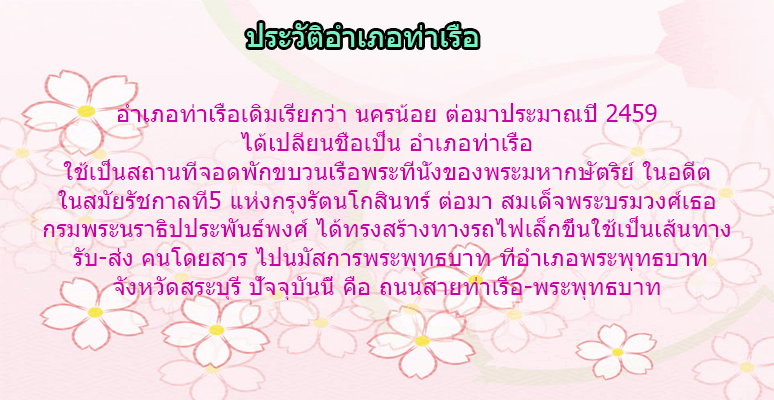 ประวัติอำเภอท่าเรือ
อำเภอท่าเรือเดิมเรียกว่า นครน้อย ต่อมาประมาณปี 2459
ได้เปลี่ยนชื่อเป็น อำเภอท่าเรือ
ใช้เป็นสถานที่จอดพักขบวนเรือพระที่นั่งของพระมหากษัตริย์ ในอดีต
ในสมัยรัชกาลที่5 แห่งกรุงรัตนโกสินทร์ ต่อมา สมเด็จพระบรมวงศ์เธอ
กรมพระนราธิปประพันธ์พงศ์ ได้ทรงสร้างทางรถไฟเล็กขึ้นใช้เป็นเส้นทาง
รับ-ส่ง คนโดยสาร ไปนมัสการพระพุทธบาท ที่อำเภอพระพุทธบาท
จังหวัดสระบุรี ปัจจุบันนี้ คือ ถนนสายท่าเรือ-พระพุทธบาท